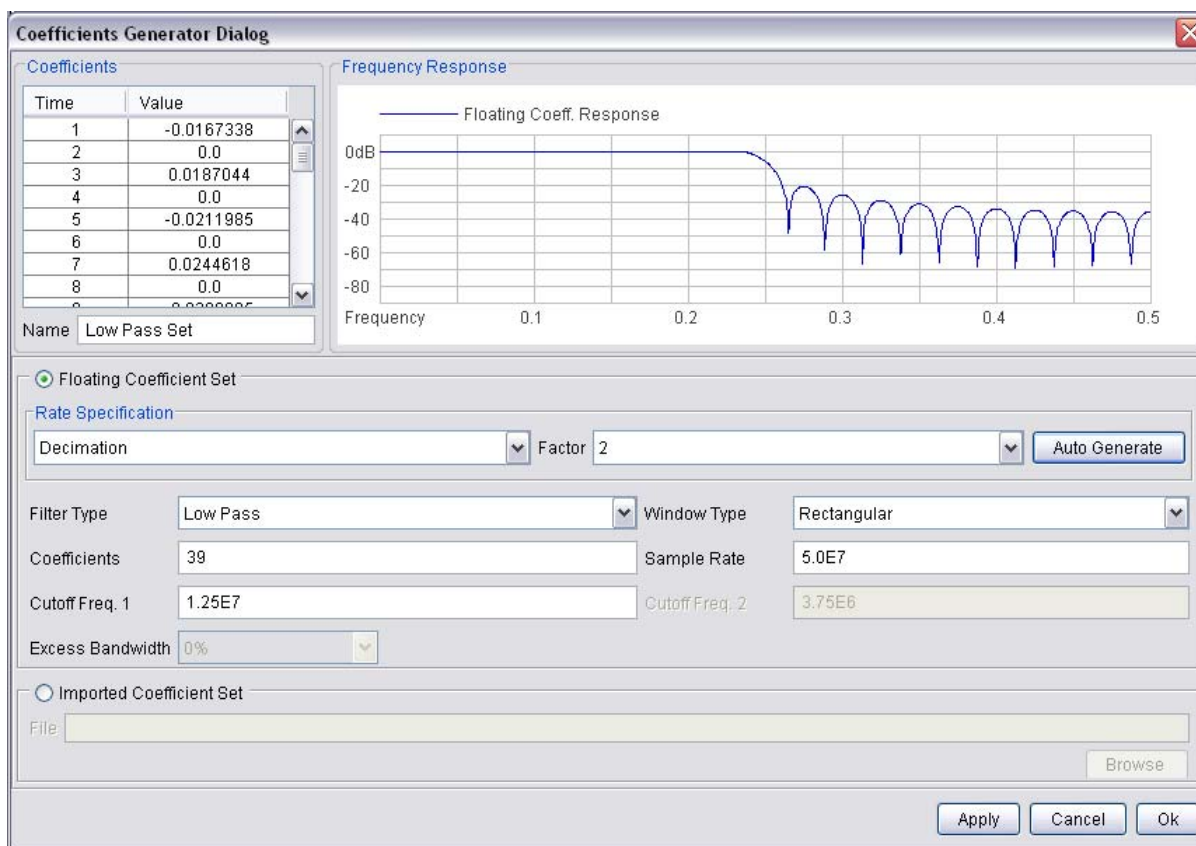 Coefficients Generator Dialog
Coefficients
Time Value
1 -0.0167338
2 0.0
3 0.0187044
4 0.0
5 -0.0211985
6 0.0
7 0.0244618
8 0.0
Name Low Pass Set
Frequency Response
Floating Coeff. Response
0dB
-20
-40
-60
-80
Frequency 0.1 0.2 0.3 0.4 0.5
Floating Coefficient Set
Rate Specification
Decimation Factor 2 Auto Generate
Filter Type Low Pass Window Type Rectangular
Coefficients 39 Sample Rate 5.0E7
Cutoff Freq. 1 1.25E7 Cutoff Freq. 2 3.75E6
Excess Bandwidth 0%
Imported Coefficient Set
File
Browse
Apply Cancel Ok